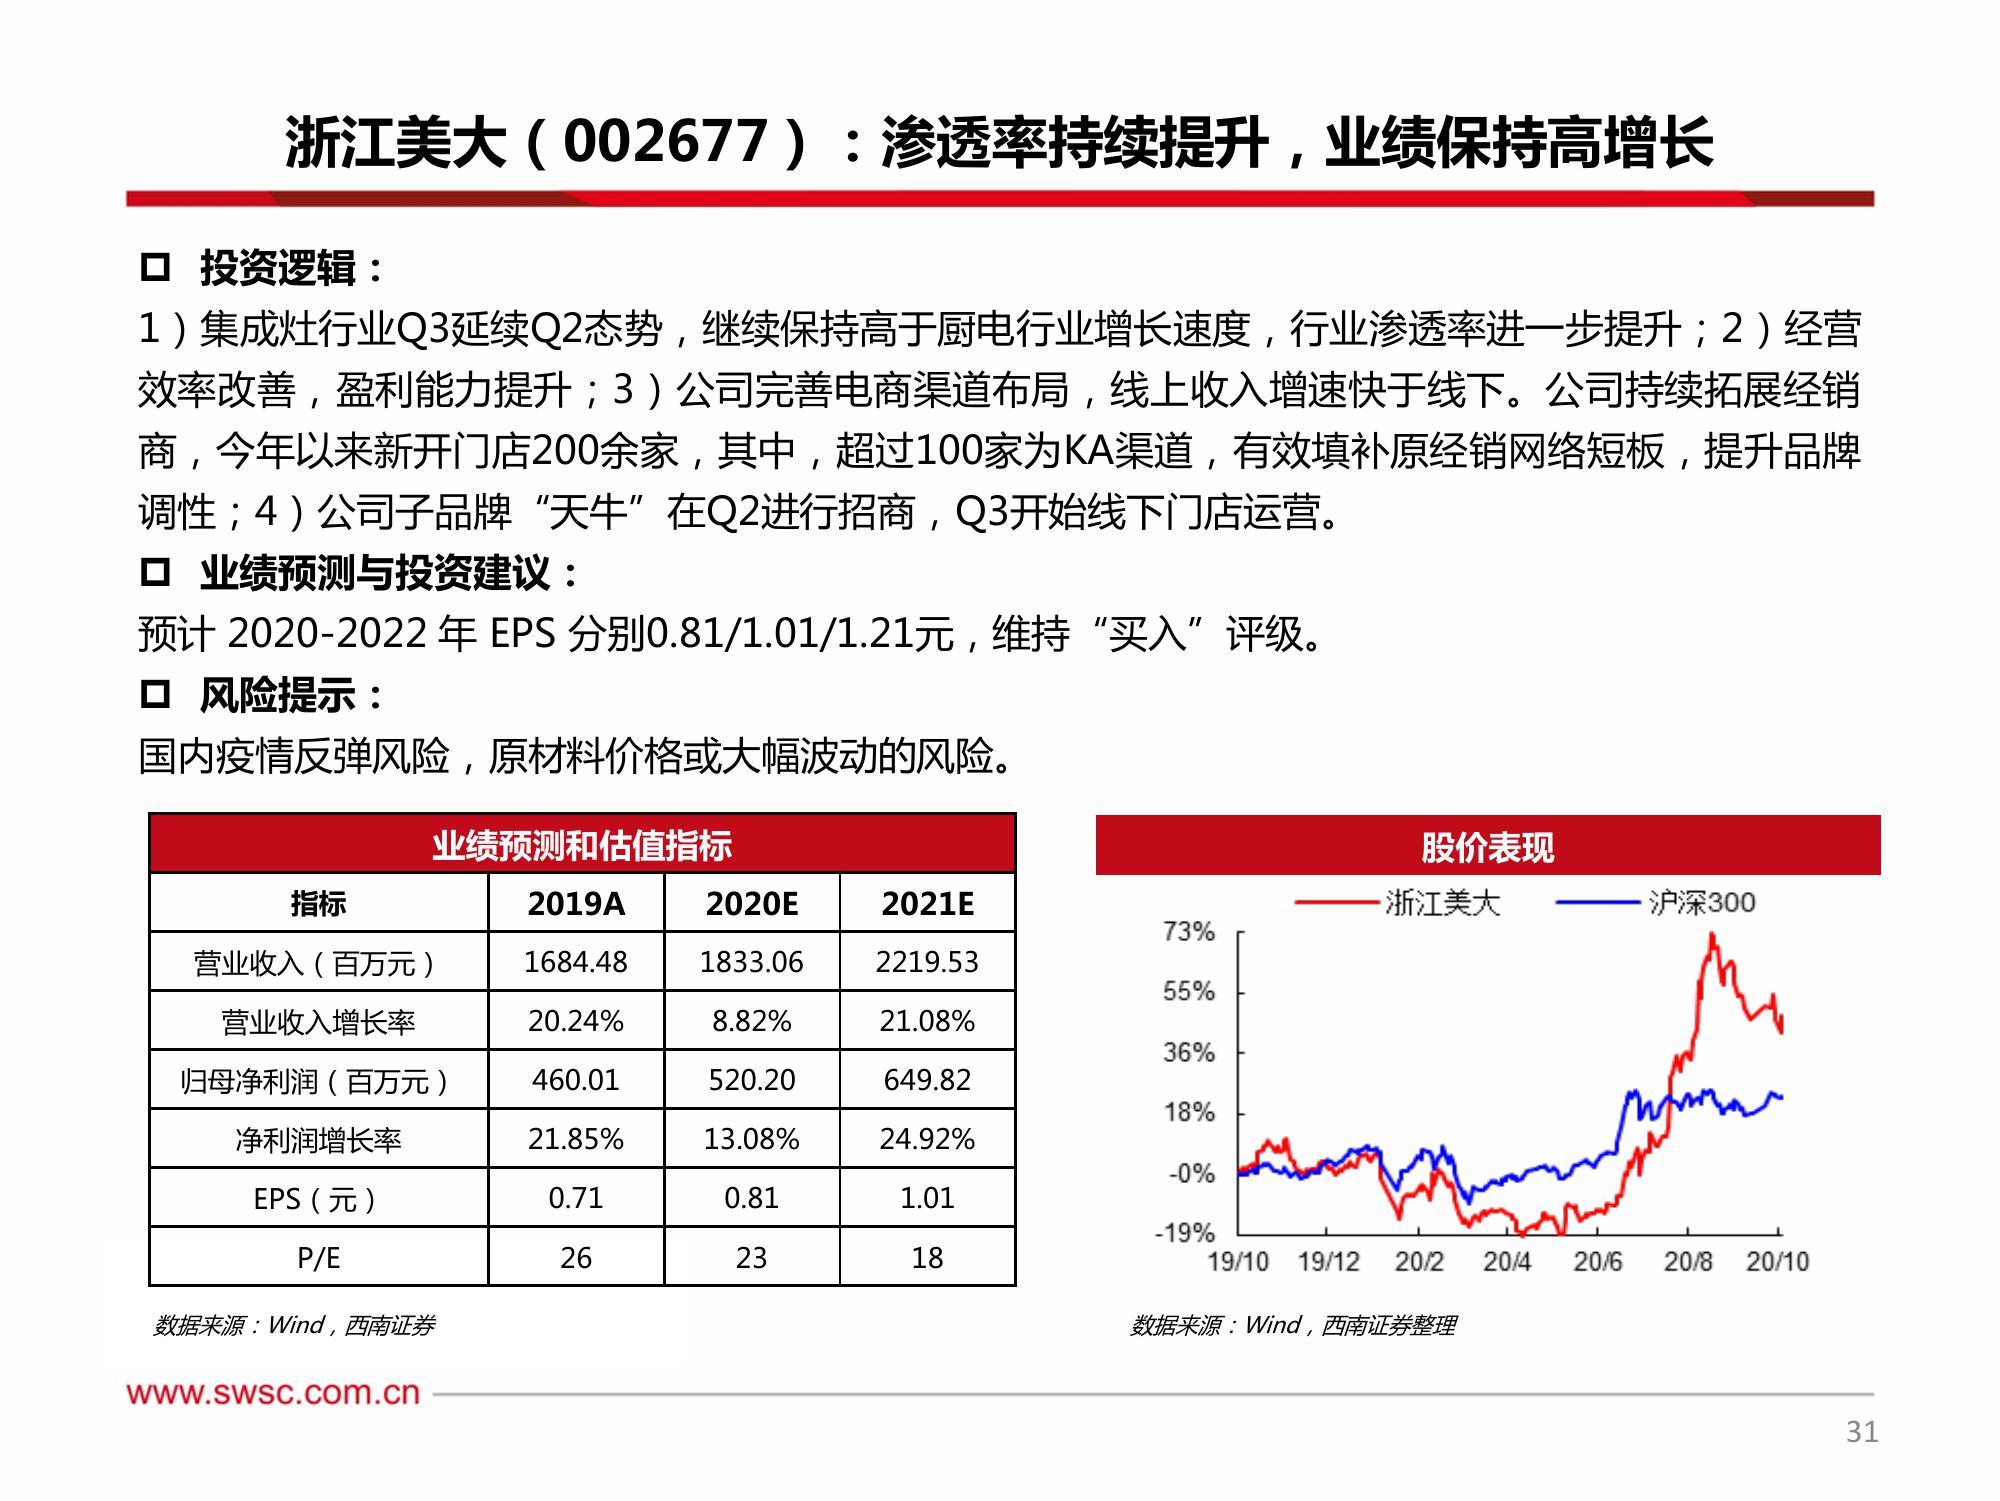 浙江美大（002677）：渗透率持续提升，业绩保持高增长
投资逻辑：
1）集成灶行业Q3延续Q2态势，继续保持高于厨电行业增长速度，行业渗透率进一步提升；2）经营
效率改善，盈利能力提升；3）公司完善电商渠道布局，线上收入增速快于线下。公司持续拓展经销
商，今年以来新开门店200余家，其中，超过100家为KA渠道，有效填补原经销网络短板，提升品牌
调性；4）公司子品牌“天牛”在Q2进行招商，Q3开始线下门店运营。
业绩预测与投资建议：
预计 2020-2022 年 EPS 分别0.81/1.01/1.21元，维持“买入”评级。
风险提示：
国内疫情反弹风险，原材料价格或大幅波动的风险。
业绩预测和估值指标
指标 2019A 2020E 2021E
营业收入（百万元） 1684.48 1833.06 2219.53
营业收入增长率 20.24% 8.82% 21.08%
归母净利润（百万元） 460.01 520.20 649.82
净利润增长率 21.85% 13.08% 24.92%
EPS（元） 0.71 0.81 1.01
P/E 26 23 18
数据来源：Wind，西南证券
股价表现
浙江美大 沪深300
73%
55%
36%
18%
-0%
-19%
19/10 19/12 20/2 20/4 20/6 20/8 20/10
数据来源：Wind，西南证券整理
www.swsc.com.cn
31